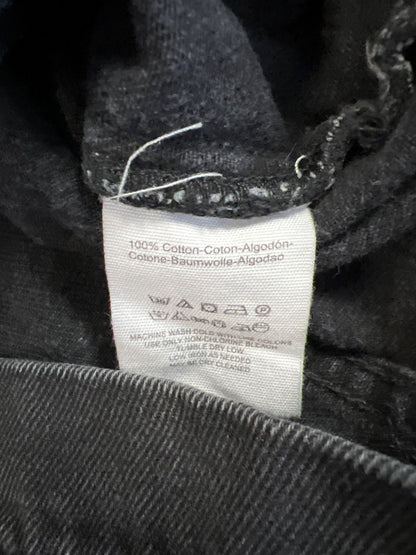 100% Cotton-Coton-Algodón-
Cotone-Baumwolle-Algodao
MACHINE WASH COLD WITH LIKE COLORS
USE ONLY NON-CHLORINE BLEACH
TUMBLE DRY LOW
LOW IRON AS NEEDED
MAY BE DRY CLEANED